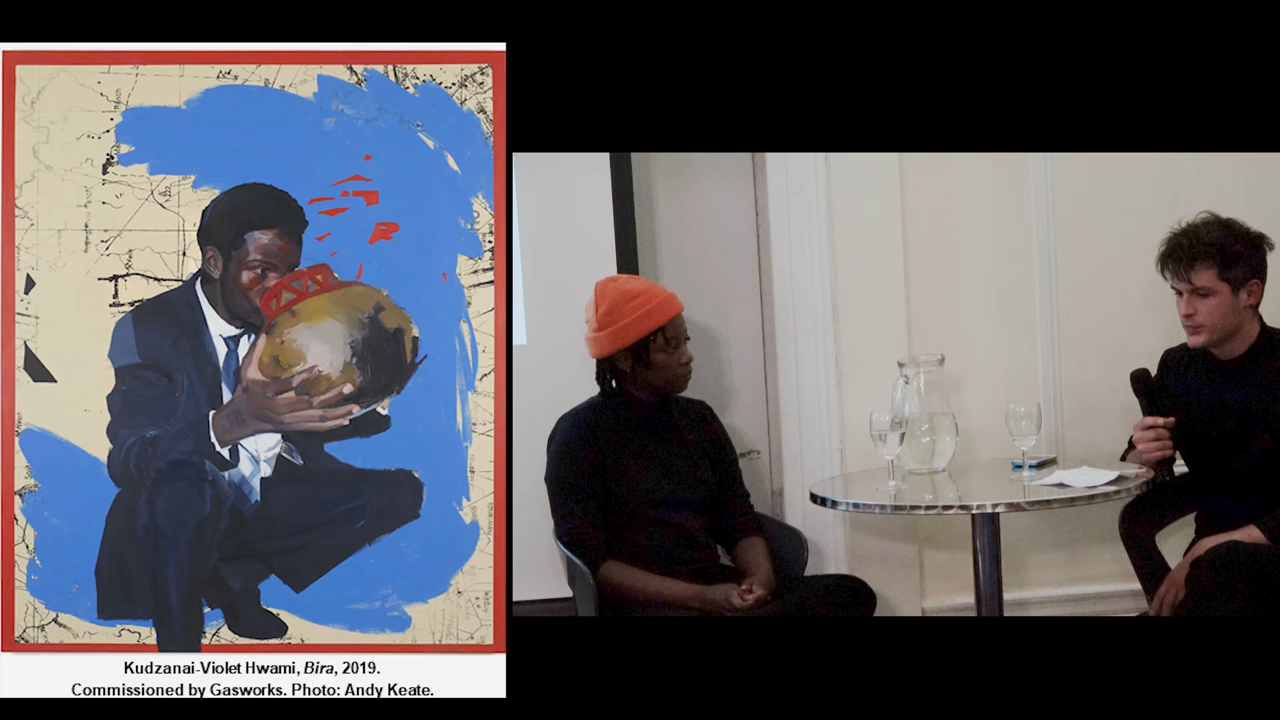 Kudzanai-Violet Hwami, Bira, 2019.
Commissioned by Gasworks. Photo: Andy Keate.